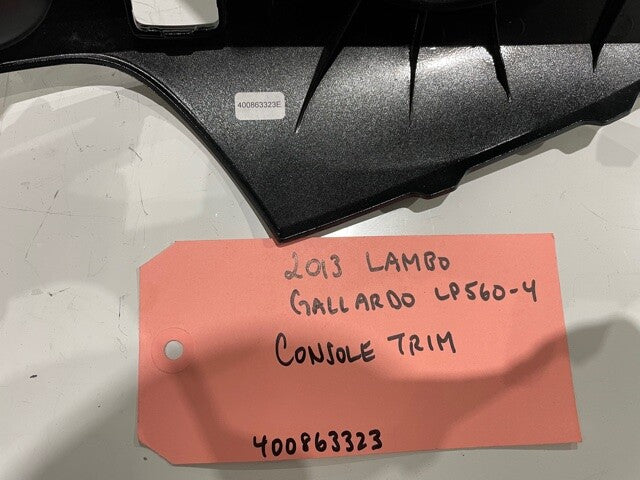 400863323E
2013 LAMBO
GALLARDO LP560-4
CONSOLE TRIM
400863323